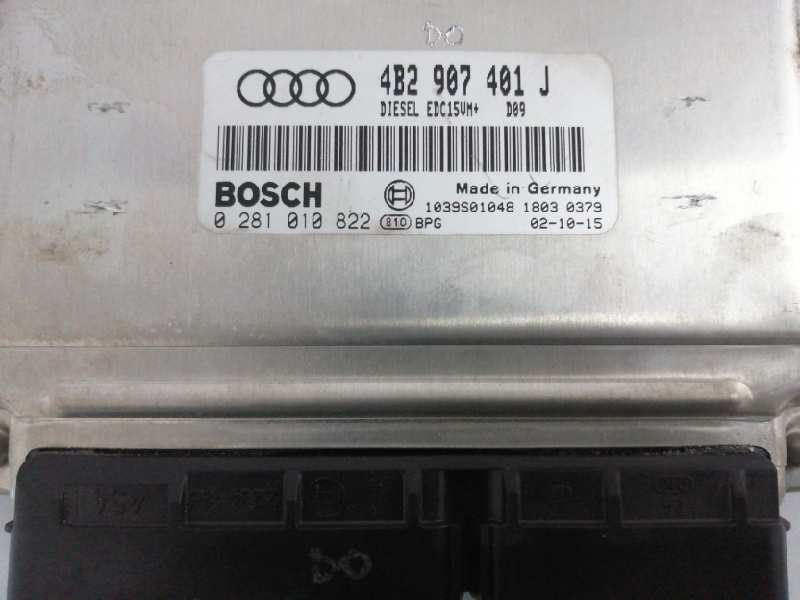 DO
4B2 907 401 J
DIESEL EDC15VM+ D09
BOSCH
Made in Germany
1039S01048 1803 0379
0 281 010 822 810 BPG 02-10-15
DO